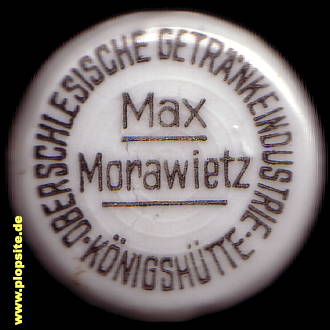 OBERSCHLESISCHE GETRÄNKEINDUSTRIE·
Max
Morawietz
·KÖNIGSHÜTTE·
www.plopsite.de